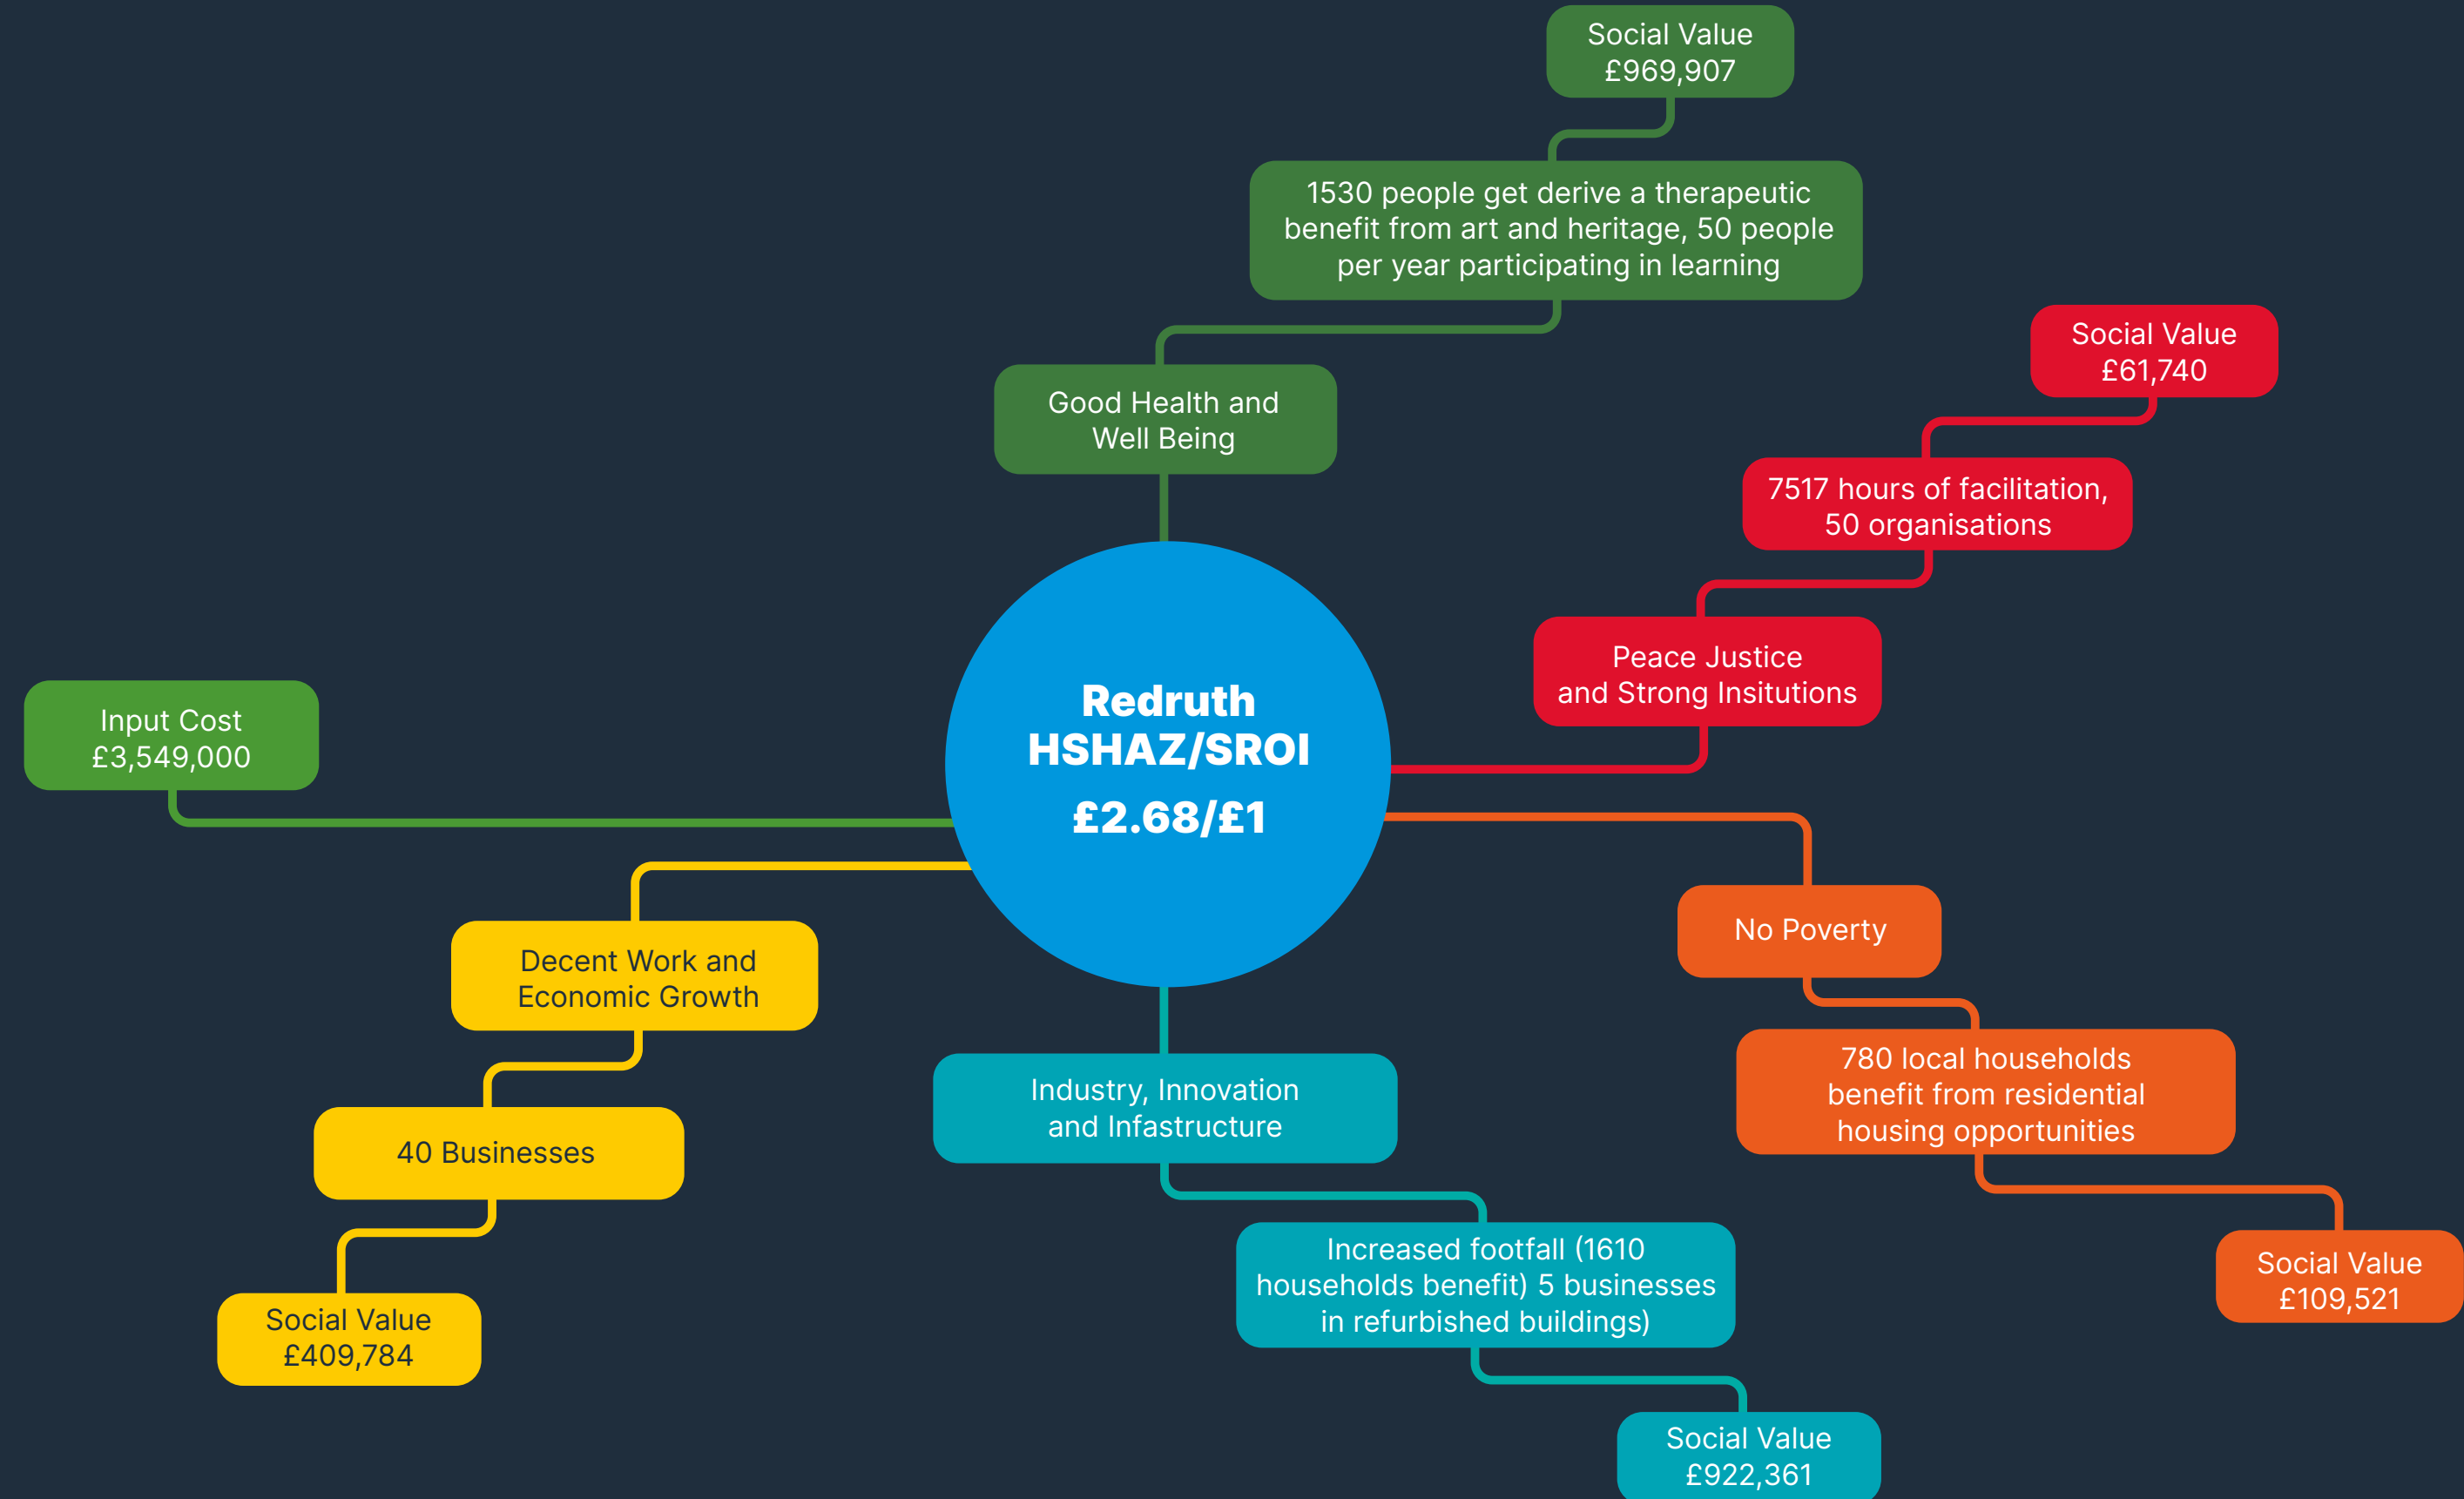 Social Value
£969,907
1530 people get derive a therapeutic
benefit from art and heritage, 50 people
per year participating in learning
Good Health and
Well Being
Social Value
£61,740
7517 hours of facilitation,
50 organisations
Peace Justice
and Strong Insitutions
Input Cost
£3,549,000
Redruth
HSHAZ/SROI
£2.68/£1
No Poverty
780 local households
benefit from residential
housing opportunities
Social Value
£109,521
Decent Work and
Economic Growth
40 Businesses
Social Value
£409,784
Industry, Innovation
and Infastructure
Increased footfall (1610
households benefit) 5 businesses
in refurbished buildings)
Social Value
£922,361